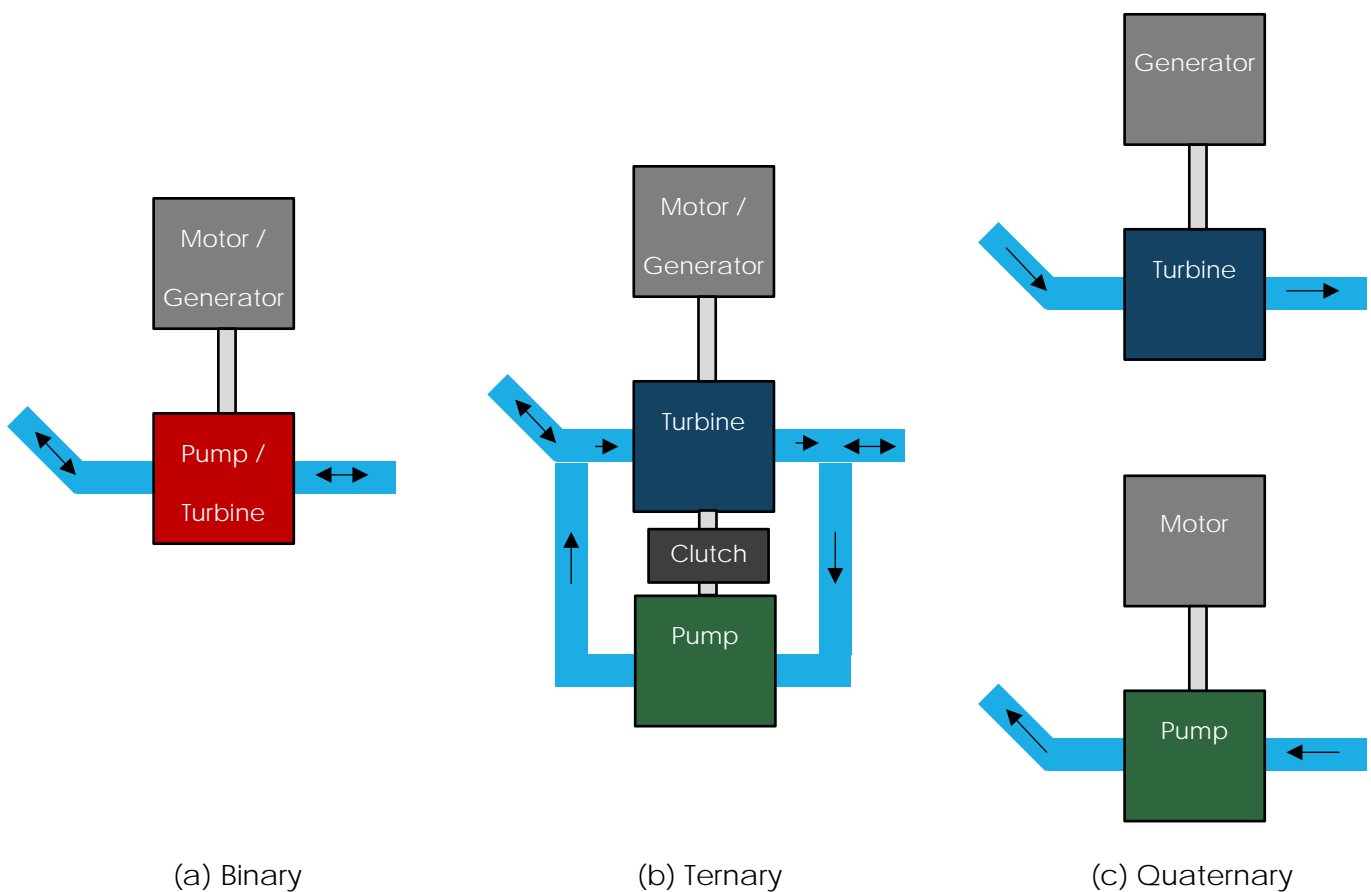 Motor /
Generator
Pump /
Turbine
(a) Binary
Motor /
Generator
Turbine
Clutch
Pump
(b) Ternary
Generator
Turbine
Motor
Pump
(c) Quaternary